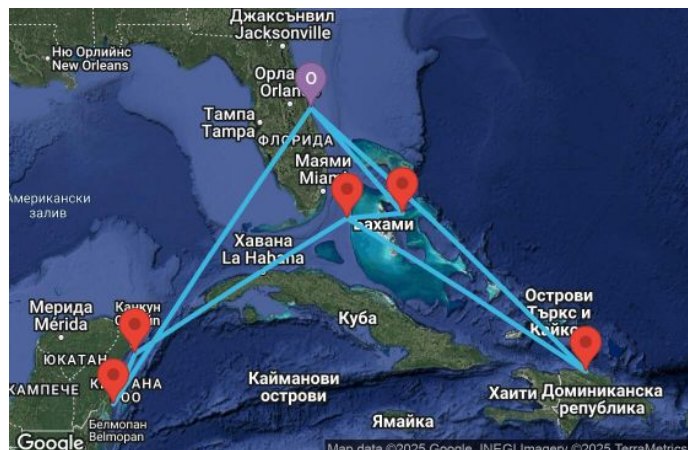 Джаксънвил
Jacksonville
Ню Орлийнс
New Orleans
Орла
Orlan
O
Тампа
Tampa
ФЛОРИДА
Маями
Miami
Американски
залив
Бахами
Хавана
La Habana
Мерида
Mérida
Канкун
ЮКАТАН
КАМПЕЧЕ
Куба
Острови
Търкс и
Кайкос
Кайманови
острови
Хаити
Доминиканска
република
Белмопан
Belmopan
Ямайка
Google
Map data ©2025 Google, INEGI Imagery ©2025 TerraMetrics